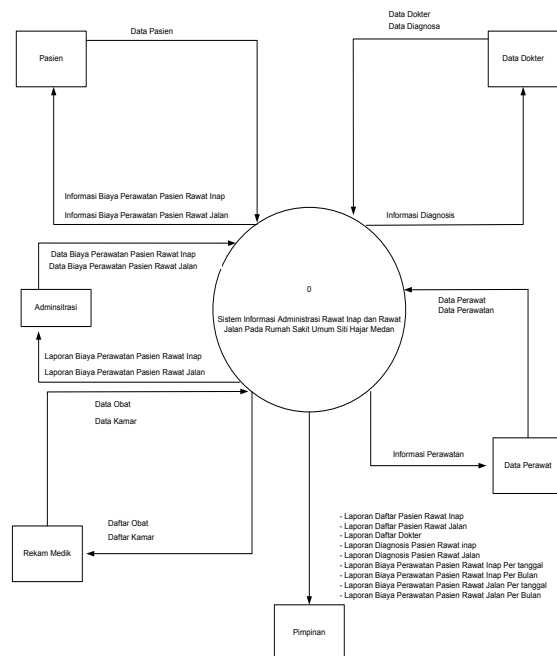 Data Pasien
Data Dokter
Data Diagnosa
Pasien
Data Dokter
Informasi Biaya Perawatan Pasien Rawat Inap
Informasi Biaya Perawatan Pasien Rawat Jalan
Informasi Diagnosis
Data Biaya Perawatan Pasien Rawat Inap
Data Biaya Perawatan Pasien Rawat Jalan
Adminsitrasi
0
Sistem Informasi Administrasi Rawat Inap dan Rawat
Jalan Pada Rumah Sakit Umum Siti Hajar Medan
Data Perawat
Data Perawatan
Laporan Biaya Perawatan Pasien Rawat Inap
Laporan Biaya Perawatan Pasien Rawat Jalan
Data Obat
Data Kamar
Informasi Perawatan
Data Perawat
Daftar Obat
Daftar Kamar
Rekam Medik
- Laporan Daftar Pasien Rawat Inap
- Laporan Daftar Pasien Rawat Jalan
- Laporan Daftar Dokter
- Laporan Diagnosis Pasien Rawat inap
- Laporan Diagnosis Pasien Rawat Jalan
- Laporan Biaya Perawatan Pasien Rawat Inap Per tanggal
- Laporan Biaya Perawatan Pasien Rawat Inap Per Bulan
- Laporan Biaya Perawatan Pasien Rawat Jalan Per tanggal
- Laporan Biaya Perawatan Pasien Rawat Jalan Per Bulan
Pimpinan